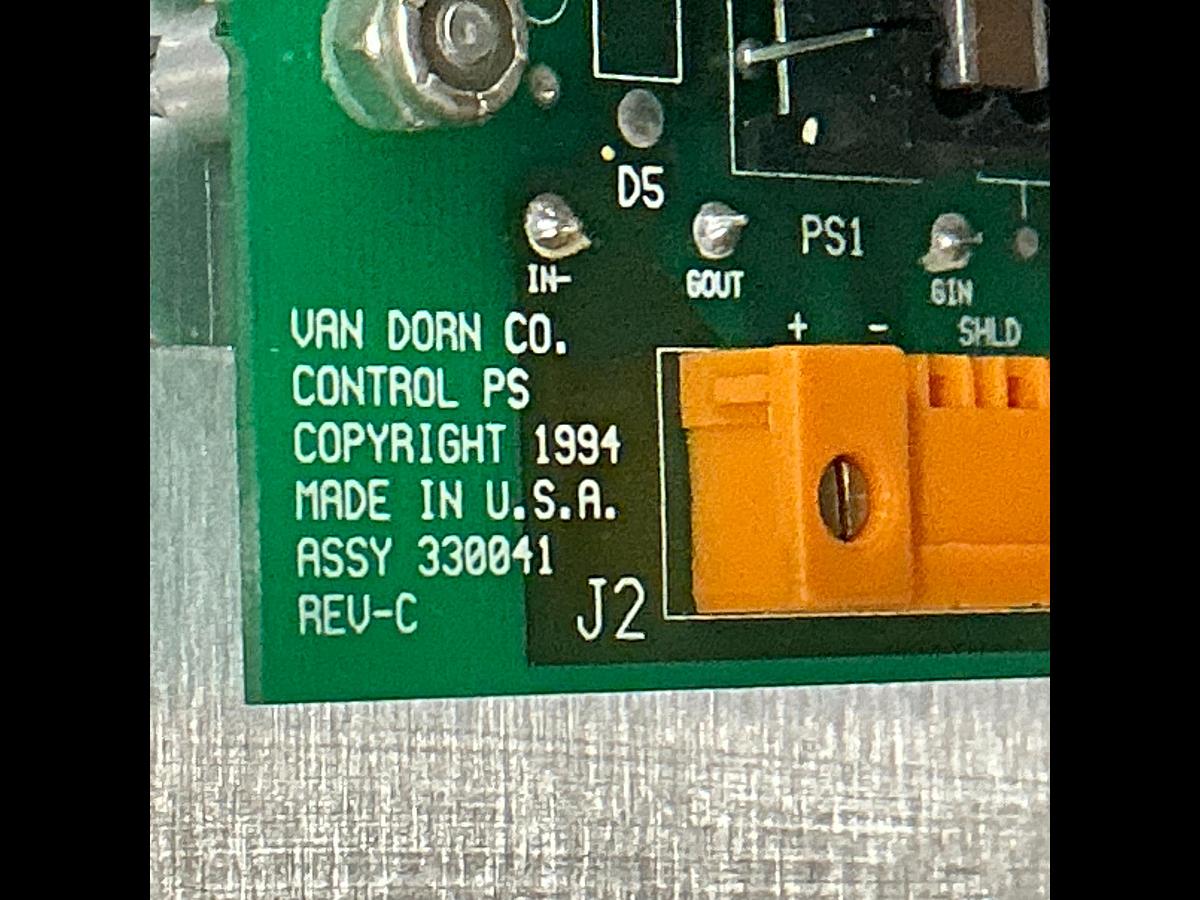 D5
PS1
IN-
GOUT
GIN
+ - SHLD
VAN DORN CO.
CONTROL PS
COPYRIGHT 1994
MADE IN U.S.A.
ASSY 330041
REV-C
J2